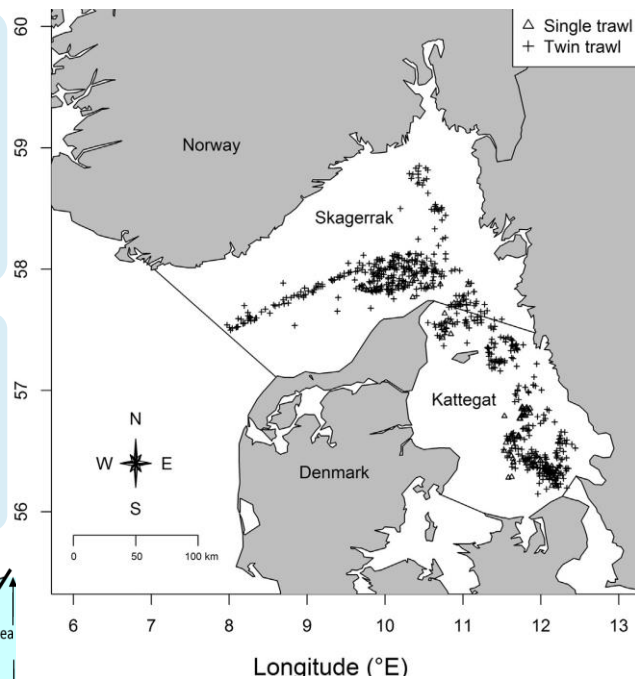 △ Single trawl
+ Twin trawl
60
59
58
57
56
Norway
Skagerrak
Kattegat
Denmark
N
W E
S
0 50 100 km
6 7 8 9 10 11 12 13
Longitude (°E)
ea